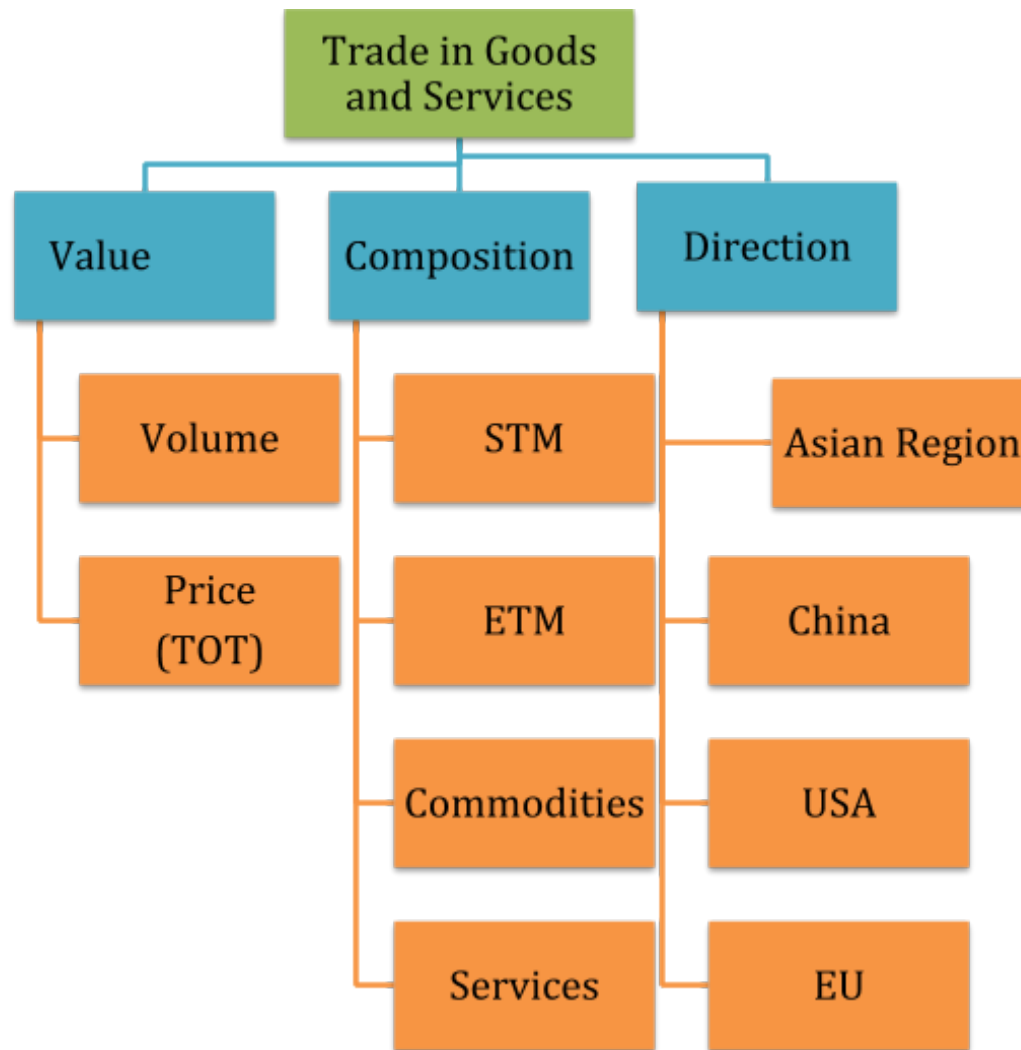 Trade in Goods
and Services
Value
Composition
Direction
Volume
STM
Asian Region
Price
(TOT)
ETM
China
Commodities
USA
Services
EU